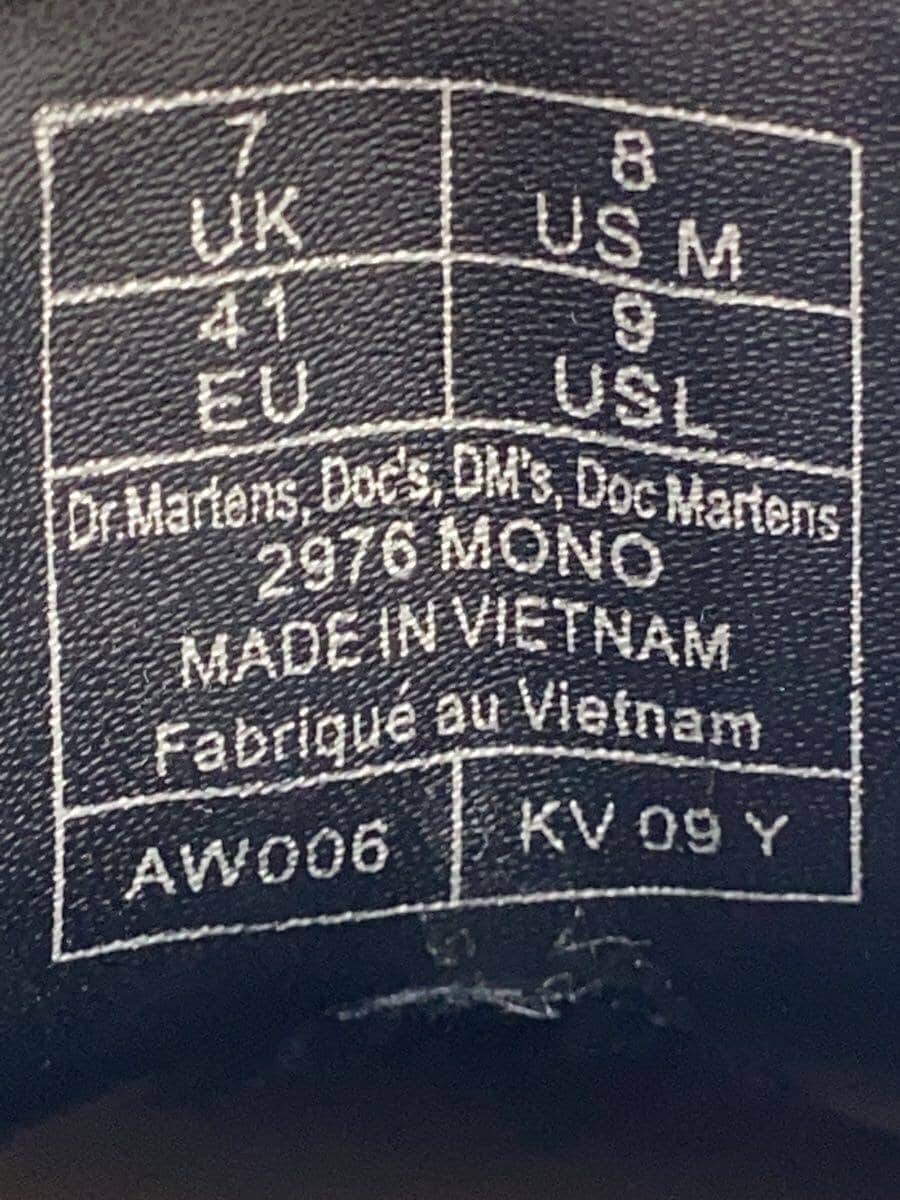 7
UK
8
US M
41
EU
9
USL
Dr.Martens, Doc's, DM's, Doc Martens
2976 MONO
MADE IN VIETNAM
Fabriqué au Vietnam
AW006
KV 09 Y